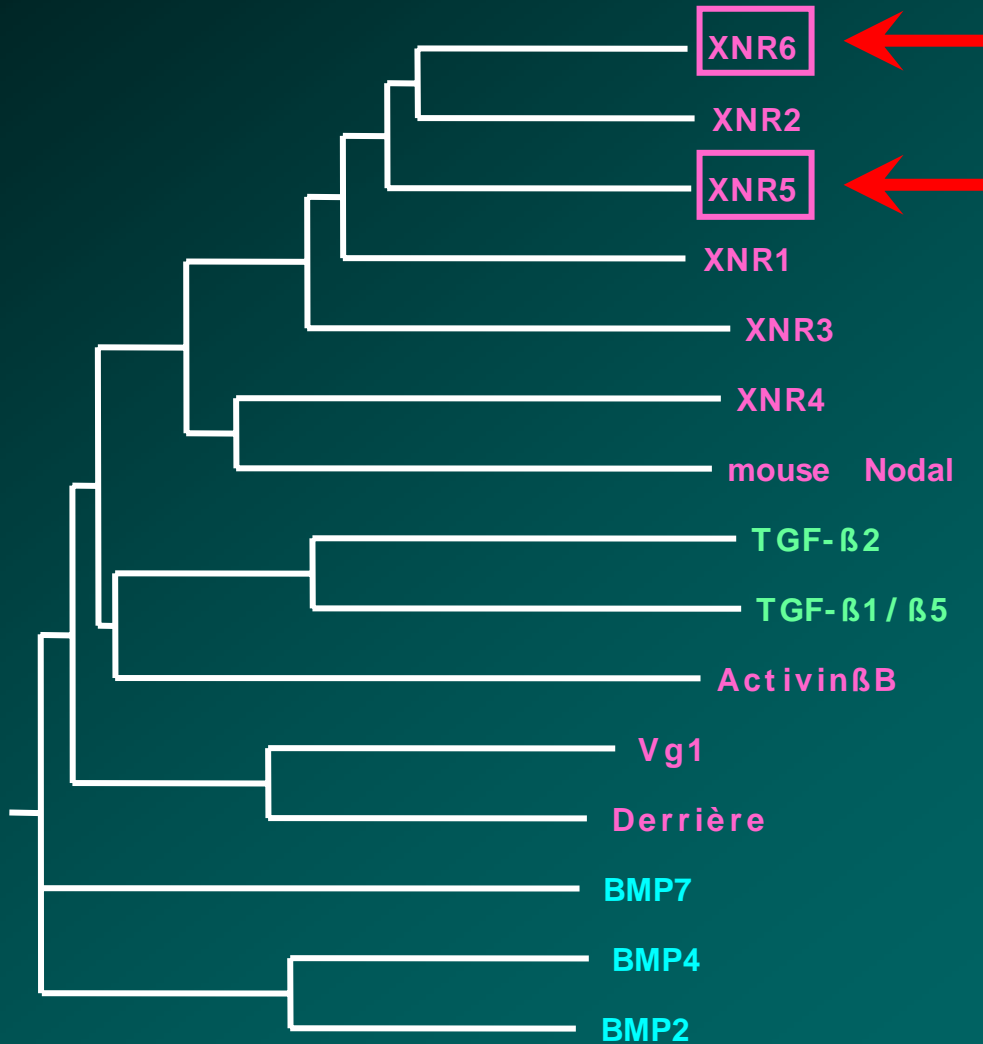 XNR6
XNR2
XNR5
XNR1
XNR3
XNR4
mouse Nodal
TGF-ß2
TGF-ß1/ß5
ActivinßB
Vg1
Derrière
BMP7
BMP4
BMP2